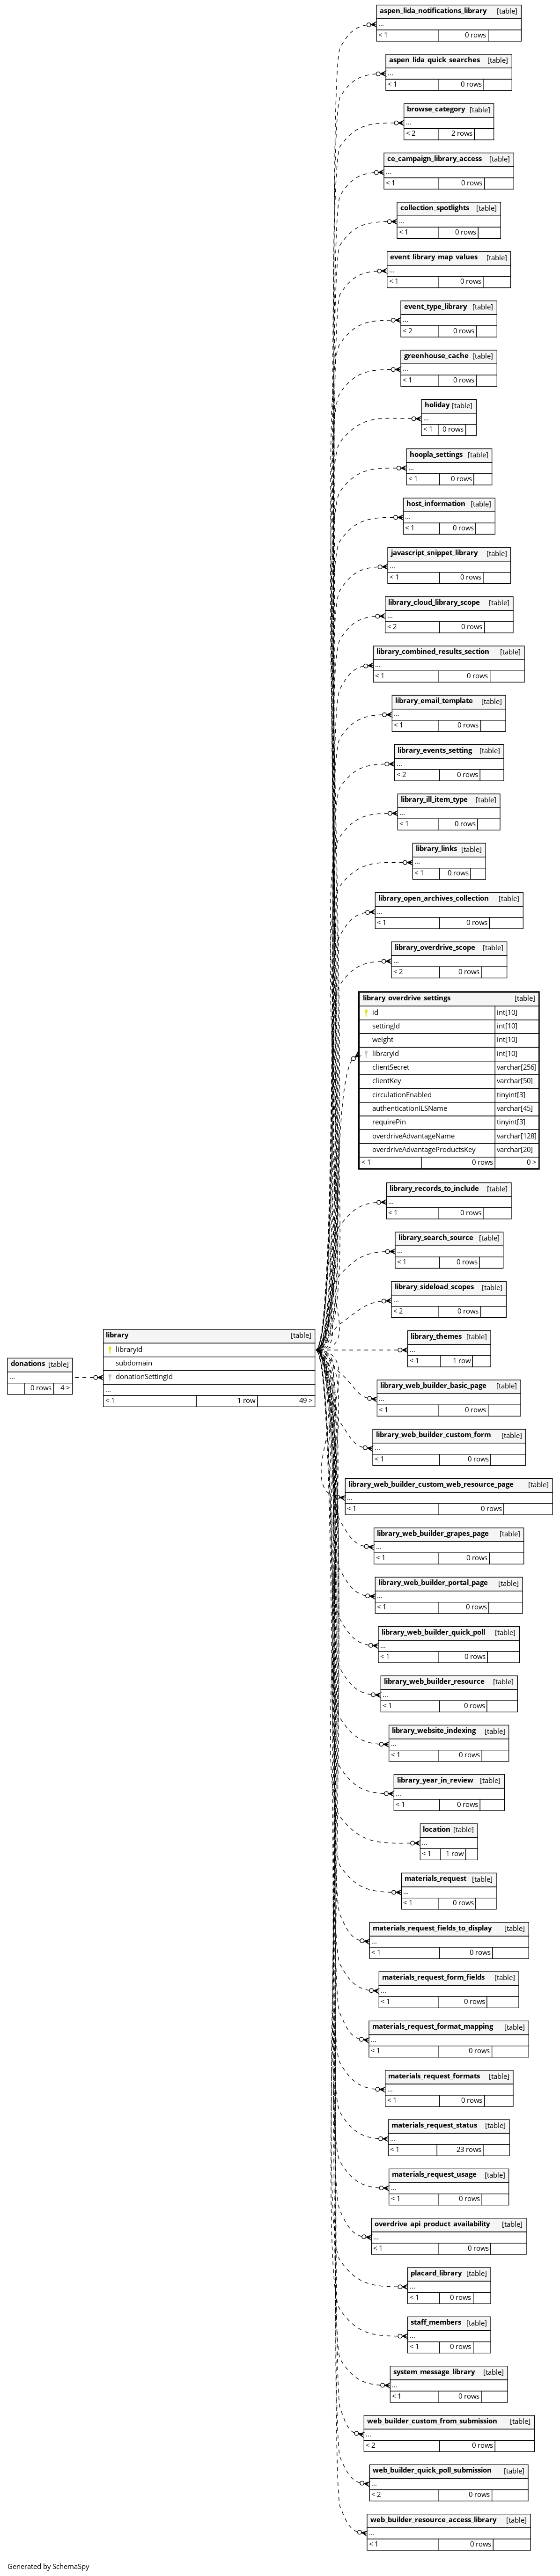 aspen_lida_notifications_library [table]
...
< 1 0 rows
aspen_lida_quick_searches [table]
...
< 1 0 rows
browse_category [table]
...
< 2 2 rows
ce_campaign_library_access [table]
...
< 1 0 rows
collection_spotlights [table]
...
< 1 0 rows
event_library_map_values [table]
...
< 1 0 rows
event_type_library [table]
...
< 2 0 rows
greenhouse_cache [table]
...
< 1 0 rows
holiday [table]
...
< 1 0 rows
hoopla_settings [table]
...
< 1 0 rows
host_information [table]
...
< 1 0 rows
javascript_snippet_library [table]
...
< 1 0 rows
library_cloud_library_scope [table]
...
< 2 0 rows
library_combined_results_section [table]
...
< 1 0 rows
library_email_template [table]
...
< 1 0 rows
library_events_setting [table]
...
< 2 0 rows
library_ill_item_type [table]
...
< 1 0 rows
library_links [table]
...
< 1 0 rows
library_open_archives_collection [table]
...
< 1 0 rows
library_overdrive_scope [table]
...
< 2 0 rows
library_overdrive_settings [table]
id int[10]
settingId int[10]
weight int[10]
libraryId int[10]
clientSecret varchar[256]
clientKey varchar[50]
circulationEnabled tinyint[3]
authenticationILSName varchar[45]
requirePin tinyint[3]
overdriveAdvantageName varchar[128]
overdriveAdvantageProductsKey varchar[20]
< 1 0 rows 0 >
library_records_to_include [table]
...
< 1 0 rows
library_search_source [table]
...
< 1 0 rows
library_sideload_scopes [table]
...
< 2 0 rows
library [table]
libraryId
subdomain
donationSettingId
...
< 1 1 row 49 >
donations [table]
...
0 rows 4 >
library_themes [table]
...
< 1 1 row
library_web_builder_basic_page [table]
...
< 1 0 rows
library_web_builder_custom_form [table]
...
< 1 0 rows
library_web_builder_custom_web_resource_page [table]
...
< 1 0 rows
library_web_builder_grapes_page [table]
...
< 1 0 rows
library_web_builder_portal_page [table]
...
< 1 0 rows
library_web_builder_quick_poll [table]
...
< 1 0 rows
library_web_builder_resource [table]
...
< 1 0 rows
library_website_indexing [table]
...
< 1 0 rows
library_year_in_review [table]
...
< 1 0 rows
location [table]
...
< 1 1 row
materials_request [table]
...
< 1 0 rows
materials_request_fields_to_display [table]
...
< 1 0 rows
materials_request_form_fields [table]
...
< 1 0 rows
materials_request_format_mapping [table]
...
< 1 0 rows
materials_request_formats [table]
...
< 1 0 rows
materials_request_status [table]
...
< 1 23 rows
materials_request_usage [table]
...
< 1 0 rows
overdrive_api_product_availability [table]
...
< 1 0 rows
placard_library [table]
...
< 1 0 rows
staff_members [table]
...
< 1 0 rows
system_message_library [table]
...
< 1 0 rows
web_builder_custom_from_submission [table]
...
< 2 0 rows
web_builder_quick_poll_submission [table]
...
< 2 0 rows
web_builder_resource_access_library [table]
...
< 1 0 rows
Generated by SchemaSpy